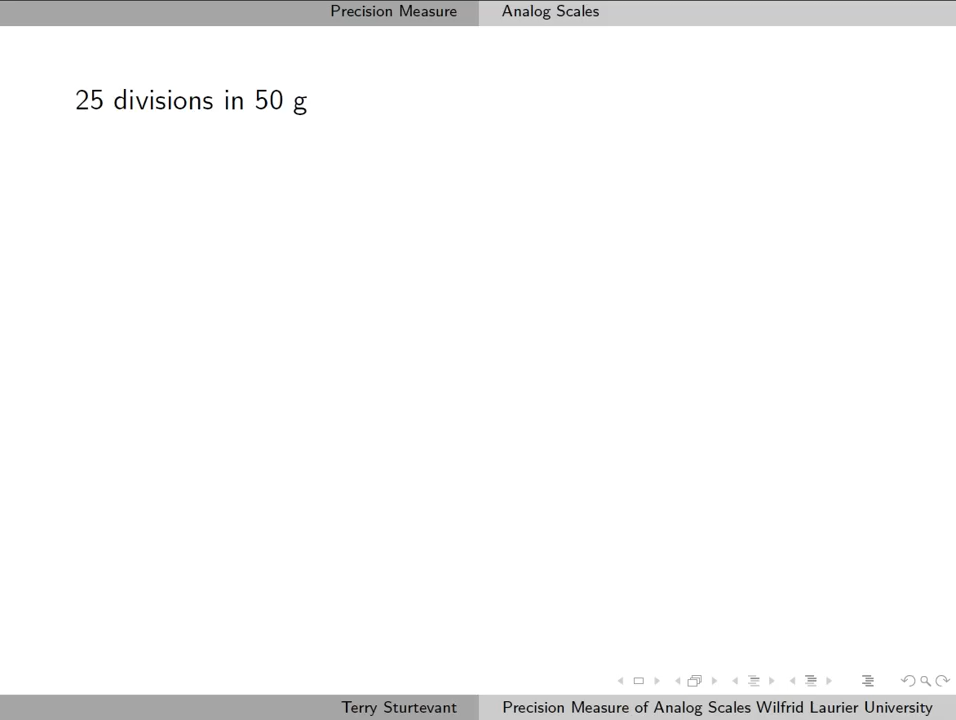 Precision Measure
Analog Scales
25 divisions in 50 g
Terry Sturtevant
Precision Measure of Analog Scales Wilfrid Laurier University